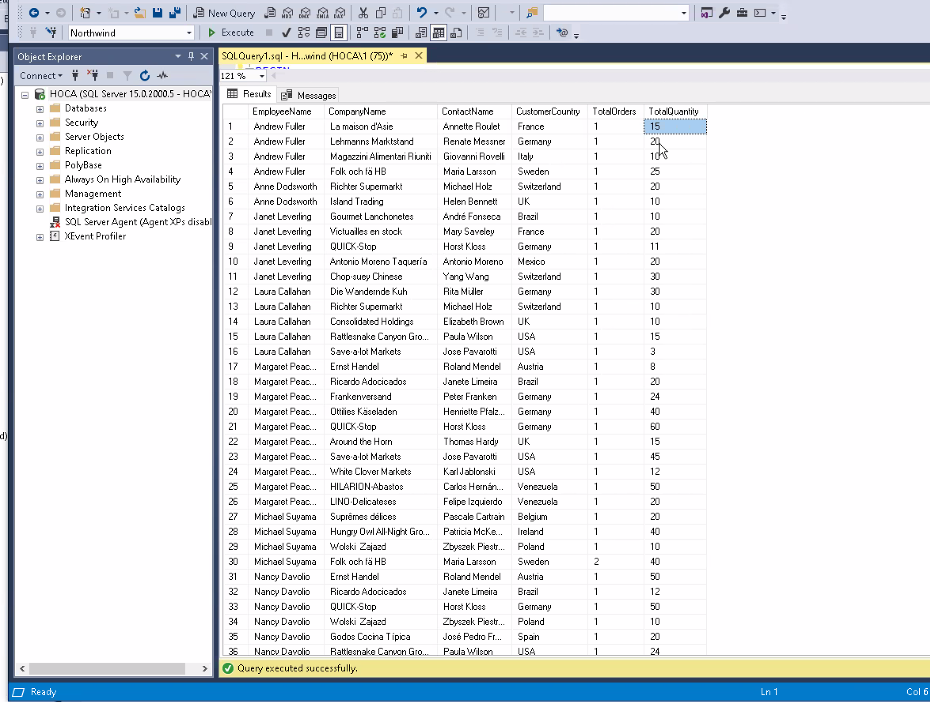 New Query
Northwind
Execute
Object Explorer
SQLQuery1.sql - H...wind (HOCA\1 (75))*
Connect
121 %
BEGIN
HOCA (SQL Server 15.0.2000.5 - HOCA\
Databases
Security
Server Objects
Replication
PolyBase
Always On High Availability
Management
Integration Services Catalogs
SQL Server Agent (Agent XPs disabl
XEvent Profiler
Results Messages
EmployeeName CompanyName ContactName CustomerCountry TotalOrders TotalQuantity
1 Andrew Fuller La maison d'Asie Annette Roulet France 1 15
2 Andrew Fuller Lehmanns Marktstand Renate Messner Germany 1 20
3 Andrew Fuller Magazzini Alimentari Riuniti Giovanni Rovelli Italy 1 10
4 Andrew Fuller Folk och fä HB Maria Larsson Sweden 1 25
5 Anne Dodsworth Richter Supermarkt Michael Holz Switzerland 1 20
6 Anne Dodsworth Island Trading Helen Bennett UK 1 10
7 Janet Leverling Gourmet Lanchonetes André Fonseca Brazil 1 10
8 Janet Leverling Victuailles en stock Mary Saveley France 1 20
9 Janet Leverling QUICK-Stop Horst Kloss Germany 1 11
10 Janet Leverling Antonio Moreno Taquería Antonio Moreno Mexico 1 20
11 Janet Leverling Chop-suey Chinese Yang Wang Switzerland 1 30
12 Laura Callahan Die Wandernde Kuh Rita Müller Germany 1 30
13 Laura Callahan Richter Supermarkt Michael Holz Switzerland 1 10
14 Laura Callahan Consolidated Holdings Elizabeth Brown UK 1 10
15 Laura Callahan Rattlesnake Canyon Gro... Paula Wilson USA 1 15
16 Laura Callahan Save-a-lot Markets Jose Pavarotti USA 1 3
17 Margaret Peac... Ernst Handel Roland Mendel Austria 1 8
18 Margaret Peac... Ricardo Adocicados Janete Limeira Brazil 1 20
19 Margaret Peac... Frankenversand Peter Franken Germany 1 24
20 Margaret Peac... Ottilies Käseladen Henriette Pfalz... Germany 1 40
21 Margaret Peac... QUICK-Stop Horst Kloss Germany 1 60
22 Margaret Peac... Around the Horn Thomas Hardy UK 1 15
23 Margaret Peac... Save-a-lot Markets Jose Pavarotti USA 1 45
24 Margaret Peac... White Clover Markets Karl Jablonski USA 1 12
25 Margaret Peac... HILARION-Abastos Carlos Hernán... Venezuela 1 50
26 Margaret Peac... LINO-Delicateses Felipe Izquierdo Venezuela 1 20
27 Michael Suyama Suprêmes délices Pascale Cartrain Belgium 1 20
28 Michael Suyama Hungry Owl All-Night Gro... Patricia McKe... Ireland 1 40
29 Michael Suyama Wolski Zajazd Zbyszek Piestr... Poland 1 10
30 Michael Suyama Folk och fä HB Maria Larsson Sweden 2 40
31 Nancy Davolio Ernst Handel Roland Mendel Austria 1 50
32 Nancy Davolio Ricardo Adocicados Janete Limeira Brazil 1 12
33 Nancy Davolio QUICK-Stop Horst Kloss Germany 1 50
34 Nancy Davolio Wolski Zajazd Zbyszek Piestr... Poland 1 10
35 Nancy Davolio Godos Cocina Típica José Pedro Fr... Spain 1 20
36 Nancy Davolio Rattlesnake Canyon Gro... Paula Wilson USA 1 24
Query executed successfully.
Ready Ln 1 Col 6